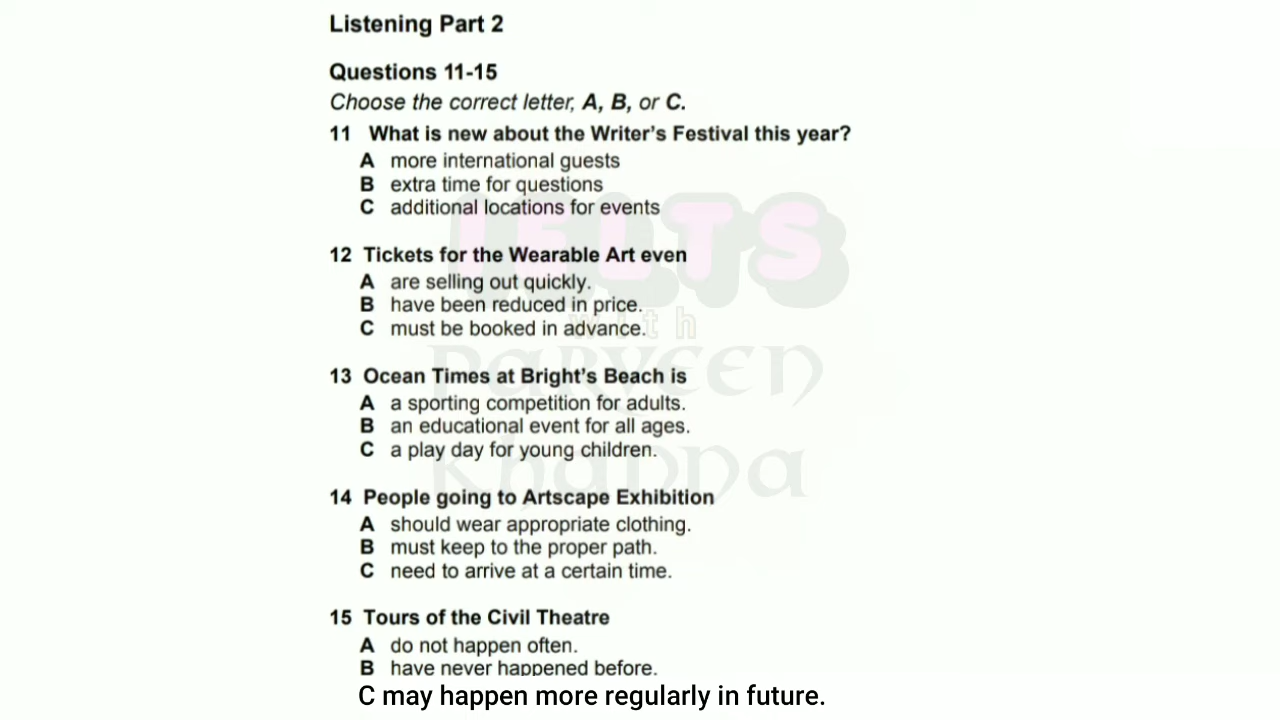 Listening Part 2
Questions 11-15
Choose the correct letter, A, B, or C.
11 What is new about the Writer's Festival this year?
A more international guests
B extra time for questions
C additional locations for events
12 Tickets for the Wearable Art even
A are selling out quickly.
B have been reduced in price.
C must be booked in advance.
13 Ocean Times at Bright's Beach is
A a sporting competition for adults.
B an educational event for all ages.
C a play day for young children.
14 People going to Artscape Exhibition
A should wear appropriate clothing.
B must keep to the proper path.
C need to arrive at a certain time.
15 Tours of the Civil Theatre
A do not happen often.
B have never happened before.
C may happen more regularly in future.
IELTS
with
Parveen
Khanna